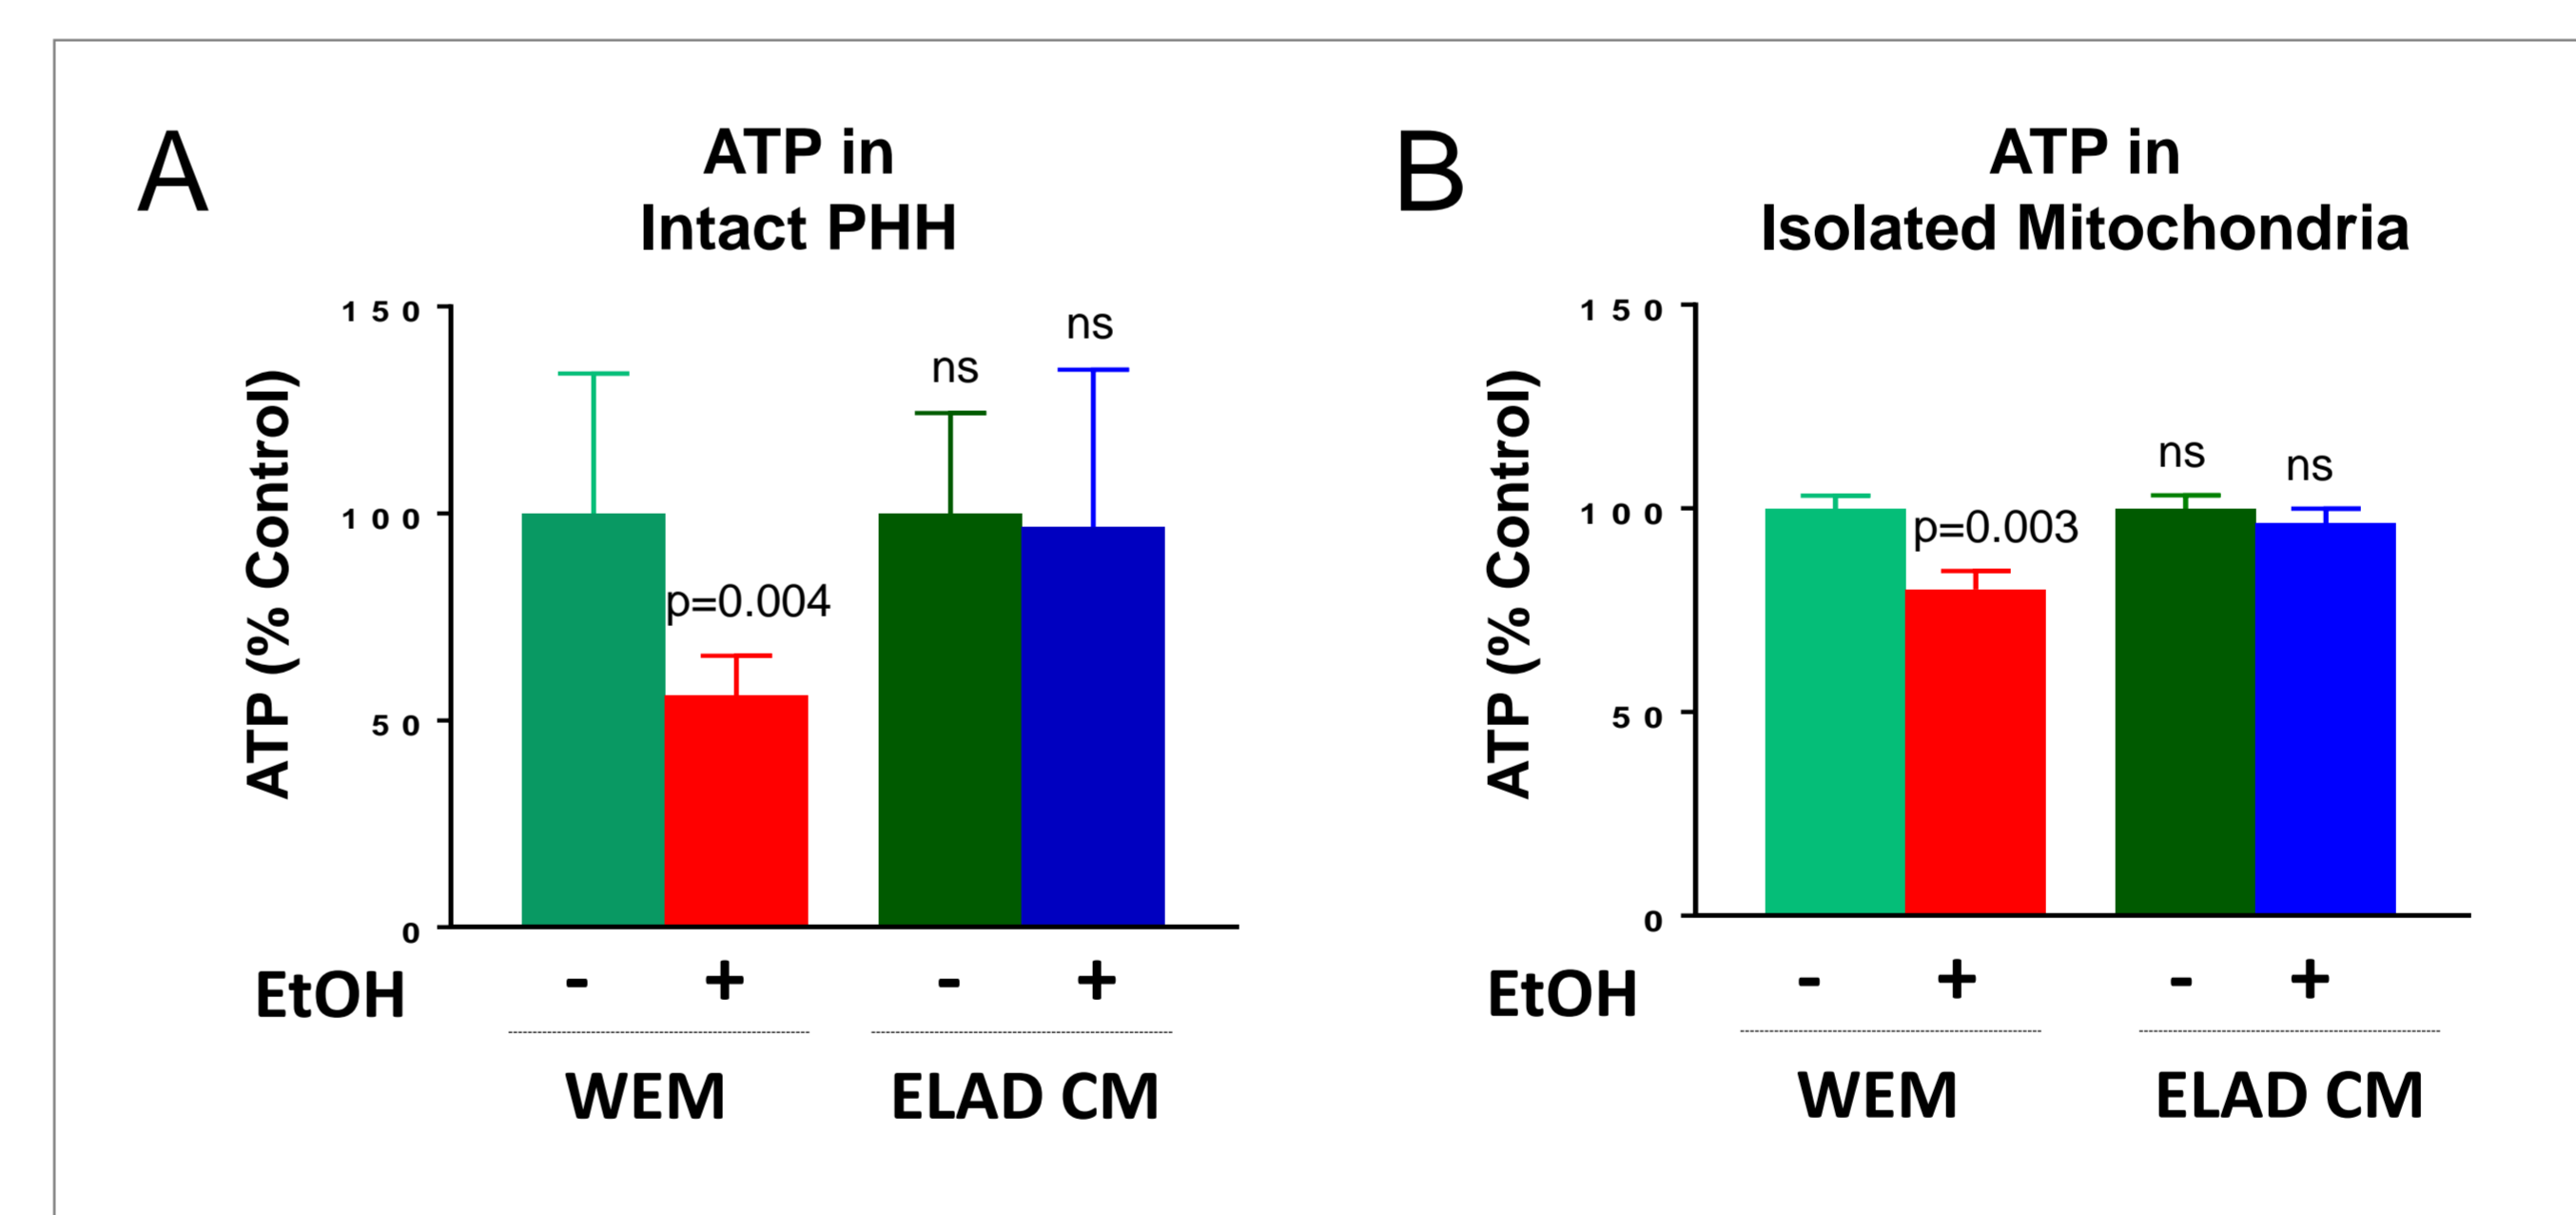 A
ATP in
Intact PHH
ATP (% Control)
150
100
50
0
ns
ns
p=0.004
EtOH - + - +
WEM ELAD CM
B
ATP in
Isolated Mitochondria
ATP (% Control)
150
100
50
0
ns
ns
p=0.003
EtOH - + - +
WEM ELAD CM